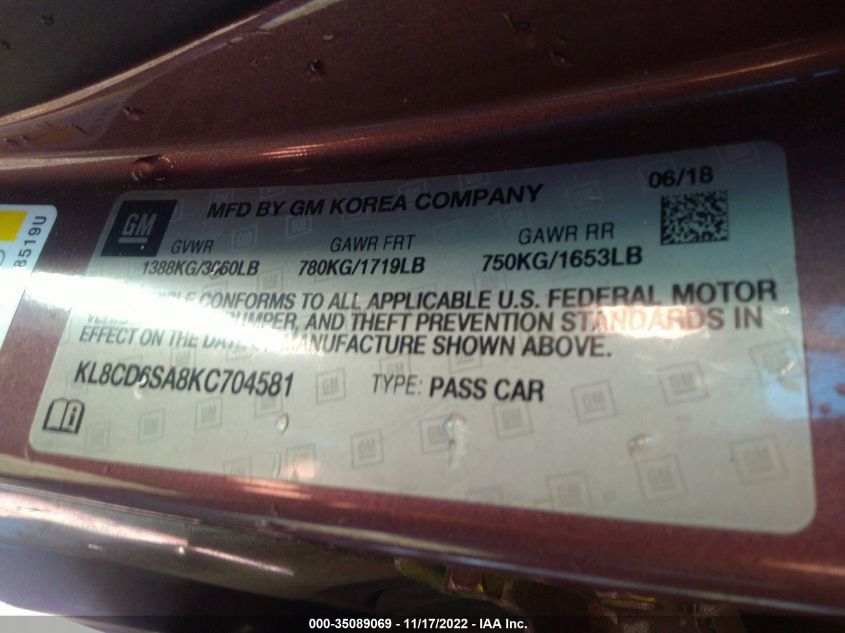 GM
MFD BY GM KOREA COMPANY
06/18
GVWR GAWR FRT GAWR RR
1388KG/3060LB 780KG/1719LB 750KG/1653LB
CONFORMS TO ALL APPLICABLE U.S. FEDERAL MOTOR
BUMPER, AND THEFT PREVENTION STANDARDS IN
EFFECT ON THE DATE OF MANUFACTURE SHOWN ABOVE.
KL8CD6SA8KC704581 TYPE: PASS CAR
8519U
000-35089069 - 11/17/2022 - IAA Inc.